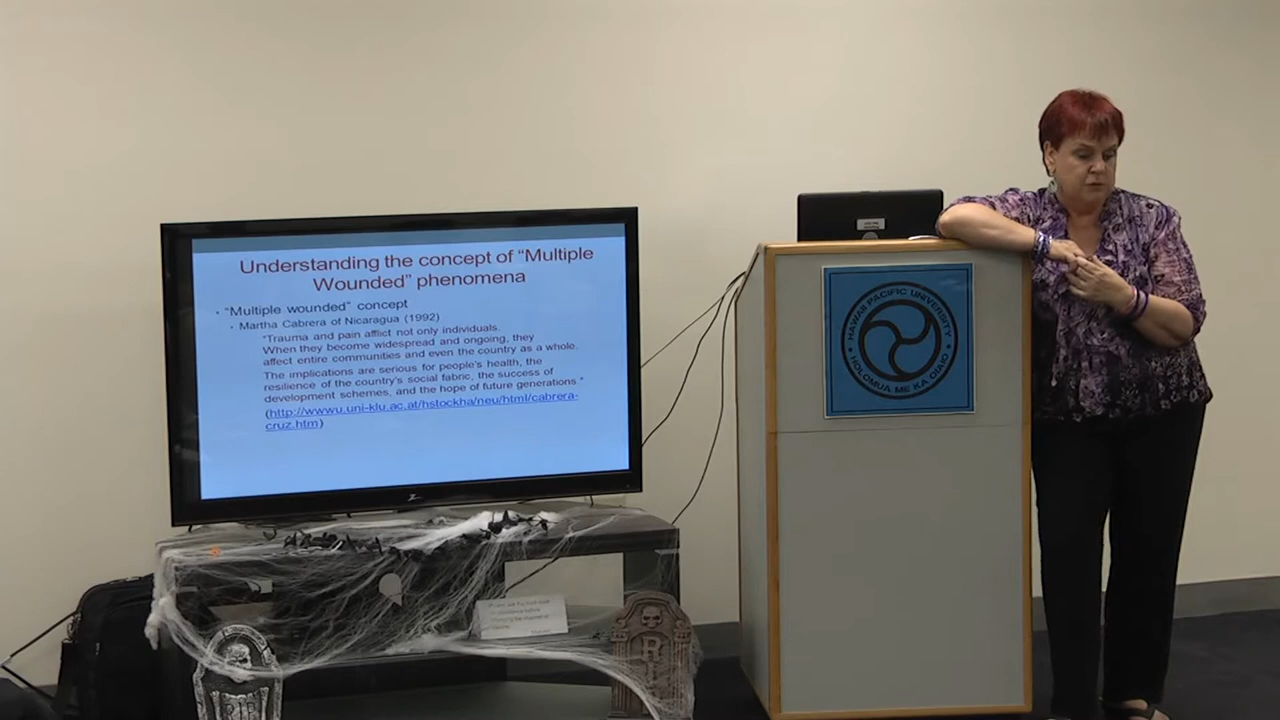 Understanding the concept of “Multiple
Wounded” phenomena
“Multiple wounded” concept
Martha Cabrera of Nicaragua (1992)
“Trauma and pain afflict not only individuals.
When they become widespread and ongoing, they
affect entire communities and even the country as a whole.
The implications are serious for people's health, the
resilience of the country's social fabric, the success of
development schemes, and the hope of future generations "
(http://wwwu.uni-klu.ac.at/hstockha/neu/html/cabrera-
cruz.htm)
HAWAII PACIFIC UNIVERSITY
HOLOMUA ME KA OIAIO
RIP
R